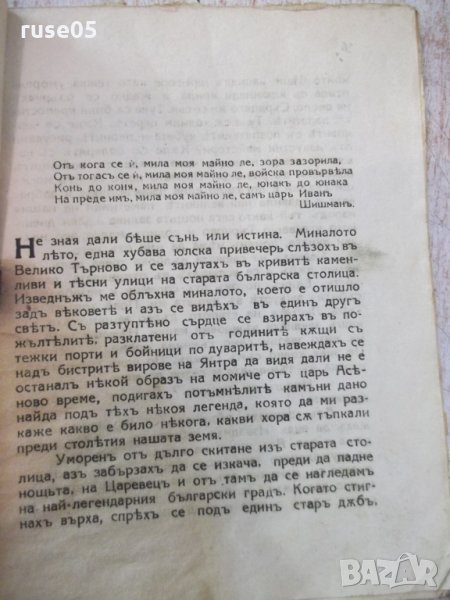 ruse05
Отъ кога се ѝ, мила моя майно ле, зора зазорила,
Отъ тогасъ се ѝ, мила моя майно ле, войска провървѣла
Конь до коня, мила моя майно ле, юнакъ до юнака
На преде имъ, мила моя майно ле, самъ царь Иванъ
Шишманъ.
Не зная дали бѣше сънь или истина. Миналото
лѣто, една хубава юлска привечерь слѣзохъ въ
Велико Търново и се залутахъ въ кривитѣ камен-
ливи и тѣсни улици на старата българска столица.
Изведнъжъ ме облъхна миналото, което е отишло
задъ вѣковетѣ и азъ се видѣхъ въ единъ другъ
посвѣтъ. Съ разтуптѣно сърдце се взирахъ въ по-
жълтѣлитѣ, разклатени отъ годинитѣ кѫщи съ
тежки порти и бойници по дуваритѣ, навеждахъ се
надъ бистритѣ вирове на Янтра да видя дали не е
останалъ нѣкой образъ на момиче отъ царь Асѣ-
ново време, подигахъ потъмнѣлитѣ камъни дано
знайда подъ тѣхъ нѣкоя легенда, която да ми раз-
каже какво е било нѣкога, какви хора сѫ тъпкали
преди столѣтия нашата земя.
Уморенъ отъ дълго скитане изъ старата сто-
лица, азъ забързахъ да се изкача, преди да падне
нощьта, на Царевецъ и отъ тамъ да се нагледамъ
на най-легендарния български градъ. Когато стиг-
нахъ върха, спрѣхъ се подъ единъ старъ дѫбъ,
BAZAR.bg